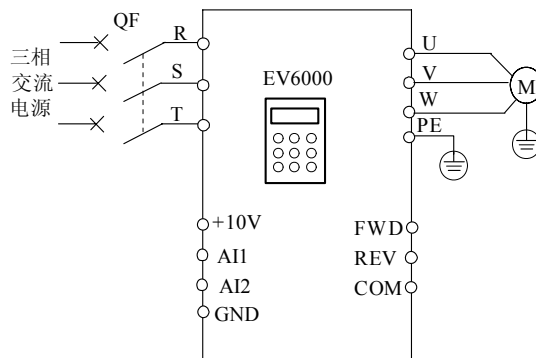 QF
三相
交流
电源
R
S
T
EV6000
U
V
W
PE
M
+10V
AI1
AI2
GND
FWD
REV
COM